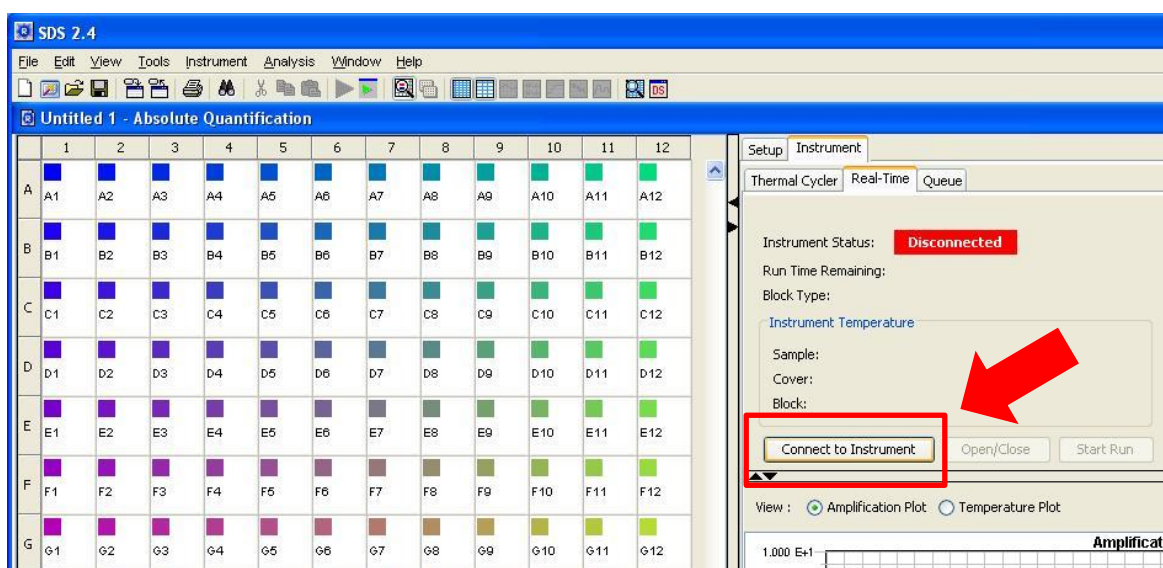 SDS 2.4
File Edit View Tools Instrument Analysis Window Help
DS
Untitled 1 - Absolute Quantification
1 2 3 4 5 6 7 8 9 10 11 12
A A1 A2 A3 A4 A5 A6 A7 A8 A9 A10 A11 A12
B B1 B2 B3 B4 B5 B6 B7 B8 B9 B10 B11 B12
C C1 C2 C3 C4 C5 C6 C7 C8 C9 C10 C11 C12
D D1 D2 D3 D4 D5 D6 D7 D8 D9 D10 D11 D12
E E1 E2 E3 E4 E5 E6 E7 E8 E9 E10 E11 E12
F F1 F2 F3 F4 F5 F6 F7 F8 F9 F10 F11 F12
G G1 G2 G3 G4 G5 G6 G7 G8 G9 G10 G11 G12
Setup Instrument
Thermal Cycler Real-Time Queue
Instrument Status: Disconnected
Run Time Remaining:
Block Type:
Instrument Temperature
Sample:
Cover:
Block:
Connect to Instrument Open/Close Start Run
View : Amplification Plot Temperature Plot
Amplificat
1.000 E+1